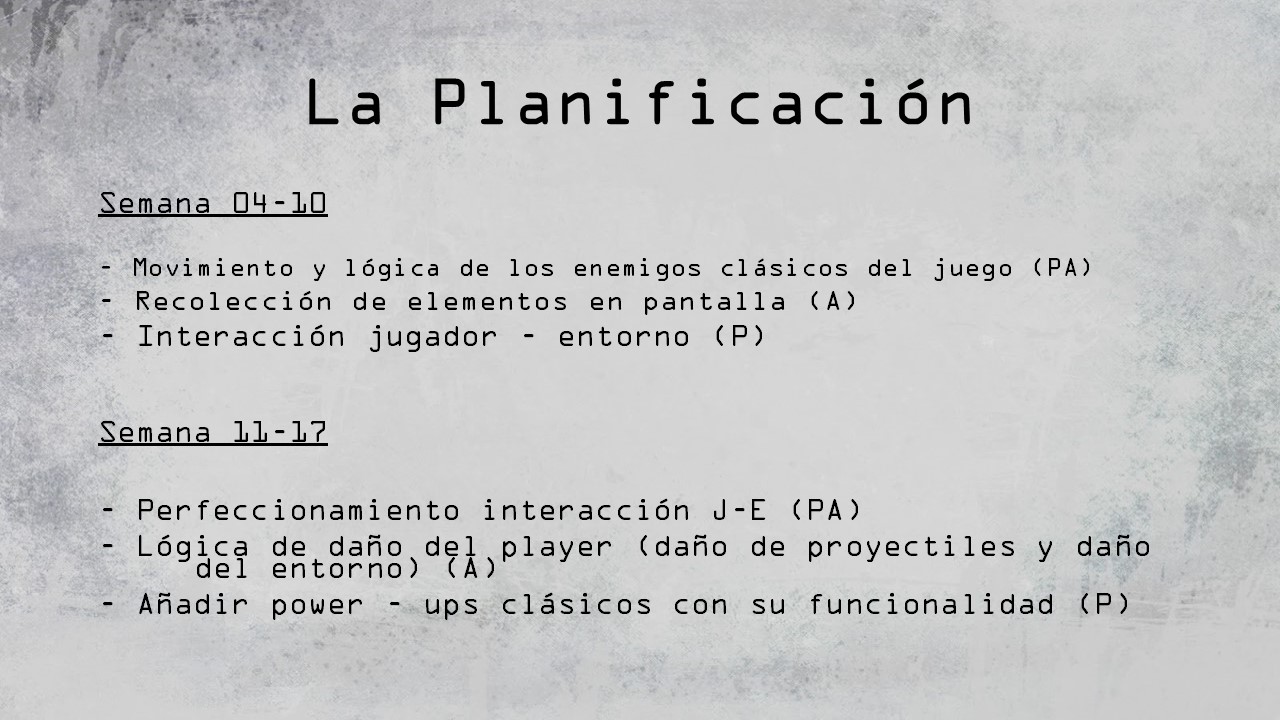 La Planificación
Semana 04-10
- Movimiento y lógica de los enemigos clásicos del juego (PA)
- Recolección de elementos en pantalla (A)
- Interacción jugador - entorno (P)
Semana 11-17
- Perfeccionamiento interacción J-E (PA)
- Lógica de daño del player (daño de proyectiles y daño
del entorno) (A)
- Añadir power - ups clásicos con su funcionalidad (P)